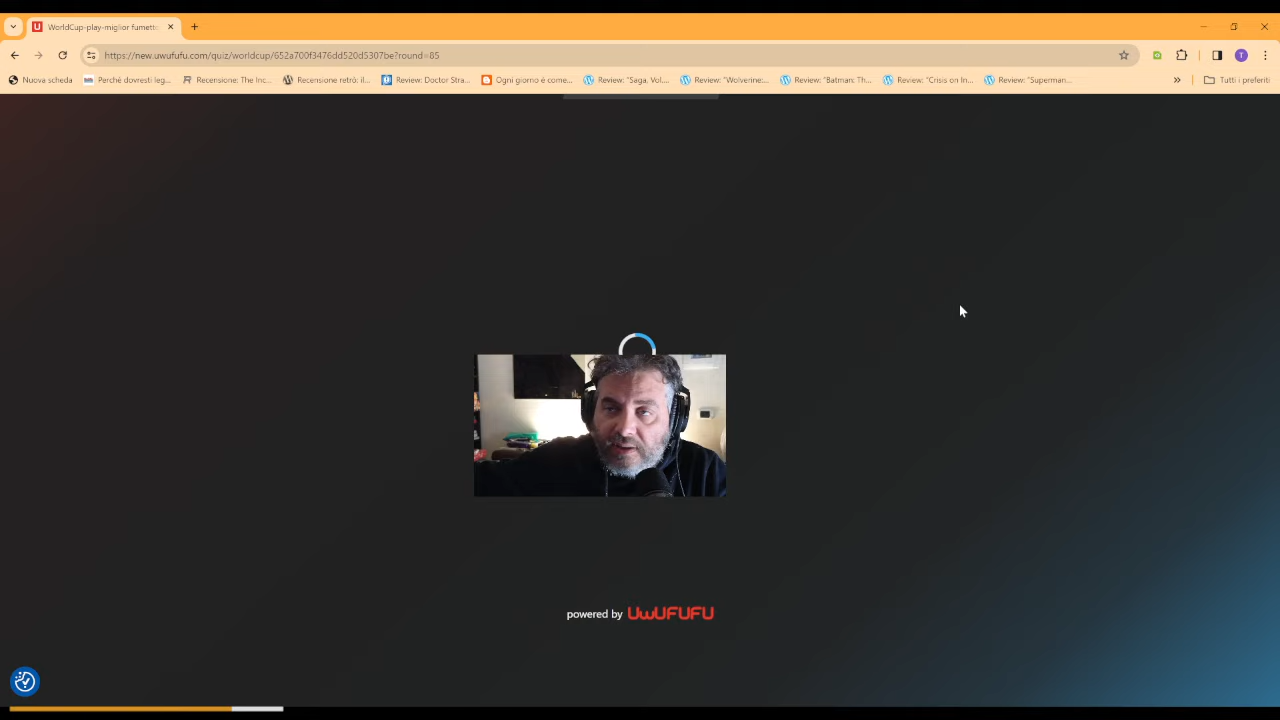 WorldCup-play-miglior fumetto
https://new.uwufufu.com/quiz/worldcup/652a700f3476dd520d5307be?round=85
T
Nuova scheda
Perché dovresti leg...
Recensione: The Inc...
Recensione retrò: il...
Review: Doctor Stra...
Ogni giorno è come...
Review: "Saga, Vol....
Review: "Wolverine:...
Review: "Batman: Th...
Review: "Crisis on In...
Review: "Superman...
»
Tutti i preferiti
powered by UwUFUFU